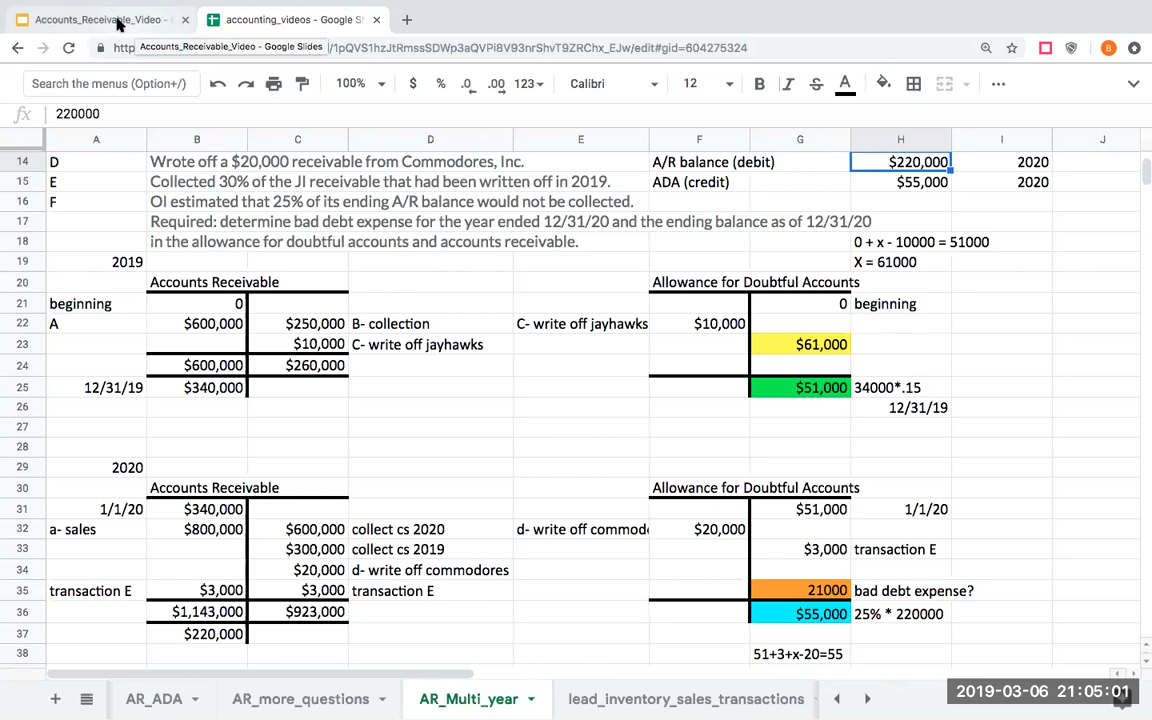 Accounts_Receivable_Video - accounting_videos - Google S
http Accounts_Receivable_Video - Google Slides /1pQVS1hzJtRmssSDWp3aQVPi8V93nrShvT9ZRChx_EJw/edit#gid=604275324 B
Search the menus (Option+/) 100% $ % .0 .00 123 Calibri 12 B I S A
fx 220000
A B C D E F G H I J
14 D Wrote off a $20,000 receivable from Commodores, Inc. A/R balance (debit) $220,000 2020
15 E Collected 30% of the JI receivable that had been written off in 2019. ADA (credit) $55,000 2020
16 F OI estimated that 25% of its ending A/R balance would not be collected.
17 Required: determine bad debt expense for the year ended 12/31/20 and the ending balance as of 12/31/20
18 in the allowance for doubtful accounts and accounts receivable. 0 + x - 10000 = 51000
19 2019 X = 61000
20 Accounts Receivable Allowance for Doubtful Accounts
21 beginning 0 0 beginning
22 A $600,000 $250,000 B- collection C- write off jayhawks $10,000
23 $10,000 C- write off jayhawks $61,000
24 $600,000 $260,000
25 12/31/19 $340,000 $51,000 34000*.15
26 12/31/19
27
28
29 2020
30 Accounts Receivable Allowance for Doubtful Accounts
31 1/1/20 $340,000 $51,000 1/1/20
32 a- sales $800,000 $600,000 collect cs 2020 d- write off commod $20,000
33 $300,000 collect cs 2019 $3,000 transaction E
34 $20,000 d- write off commodores
35 transaction E $3,000 $3,000 transaction E 21000 bad debt expense?
36 $1,143,000 $923,000 $55,000 25% * 220000
37 $220,000
38 51+3+x-20=55
AR_ADA AR_more_questions AR_Multi_year lead_inventory_sales_transactions
2019-03-06 21:05:01